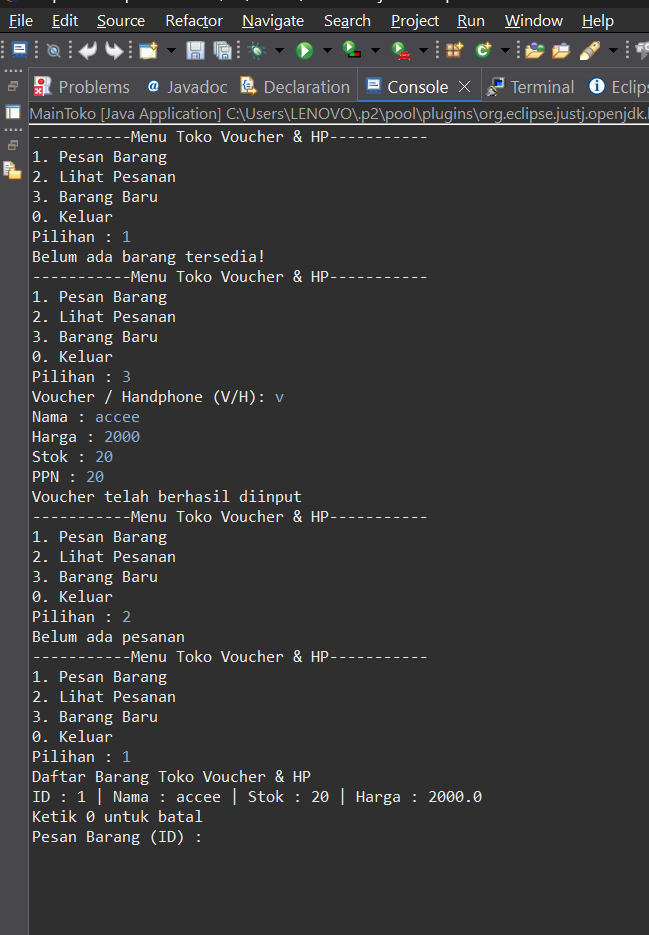 File Edit Source Refactor Navigate Search Project Run Window Help
Problems @ Javadoc Declaration Console Terminal Eclips
MainToko [Java Application] C:\Users\LENOVO\.p2\pool\plugins\org.eclipse.justj.openjdk.
-----------Menu Toko Voucher & HP-----------
1. Pesan Barang
2. Lihat Pesanan
3. Barang Baru
0. Keluar
Pilihan : 1
Belum ada barang tersedia!
-----------Menu Toko Voucher & HP-----------
1. Pesan Barang
2. Lihat Pesanan
3. Barang Baru
0. Keluar
Pilihan : 3
Voucher / Handphone (V/H): v
Nama : accee
Harga : 2000
Stok : 20
PPN : 20
Voucher telah berhasil diinput
-----------Menu Toko Voucher & HP-----------
1. Pesan Barang
2. Lihat Pesanan
3. Barang Baru
0. Keluar
Pilihan : 2
Belum ada pesanan
-----------Menu Toko Voucher & HP-----------
1. Pesan Barang
2. Lihat Pesanan
3. Barang Baru
0. Keluar
Pilihan : 1
Daftar Barang Toko Voucher & HP
ID : 1 | Nama : accee | Stok : 20 | Harga : 2000.0
Ketik 0 untuk batal
Pesan Barang (ID) :